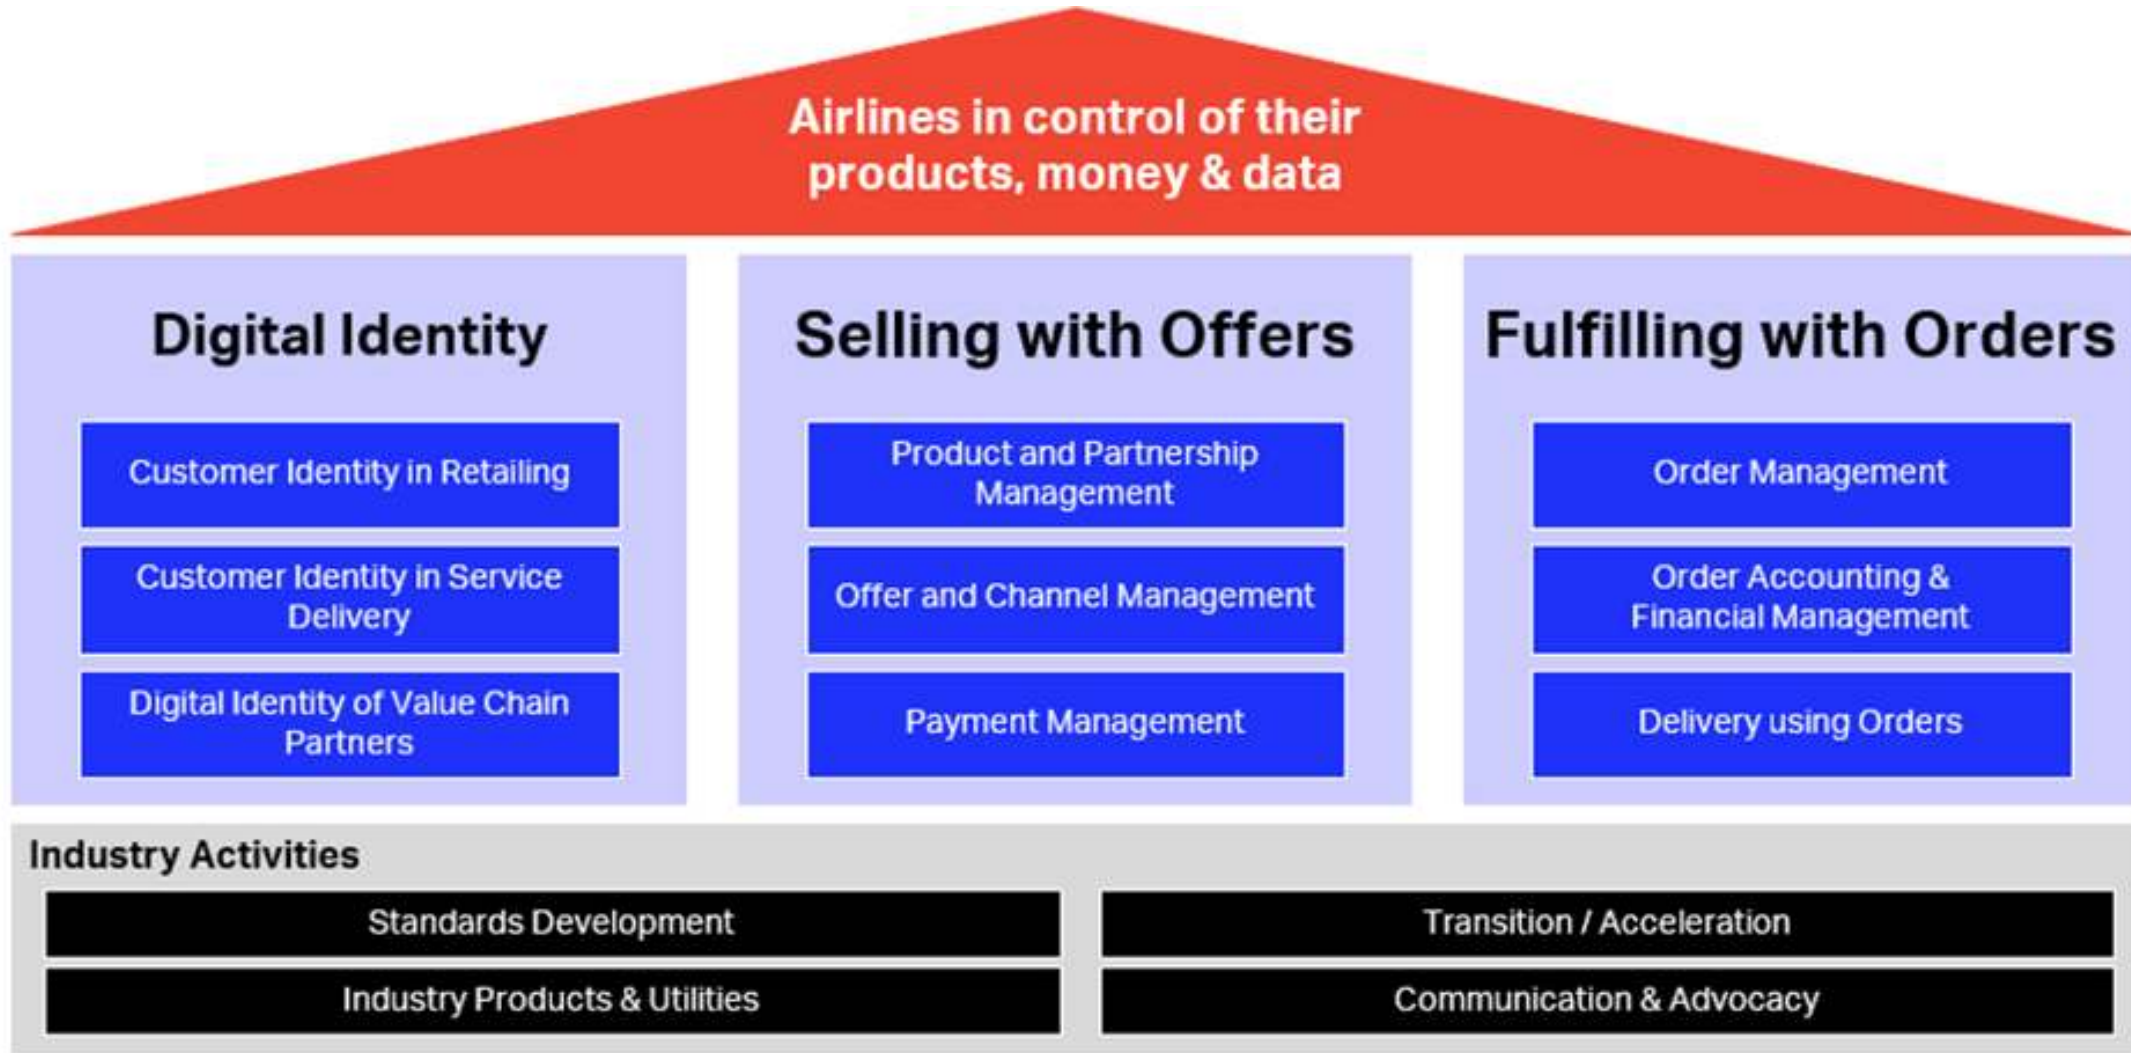 Airlines in control of their
products, money & data
Digital Identity
Customer Identity in Retailing
Customer Identity in Service
Delivery
Digital Identity of Value Chain
Partners
Selling with Offers
Product and Partnership
Management
Offer and Channel Management
Payment Management
Fulfilling with Orders
Order Management
Order Accounting &
Financial Management
Delivery using Orders
Industry Activities
Standards Development
Transition / Acceleration
Industry Products & Utilities
Communication & Advocacy